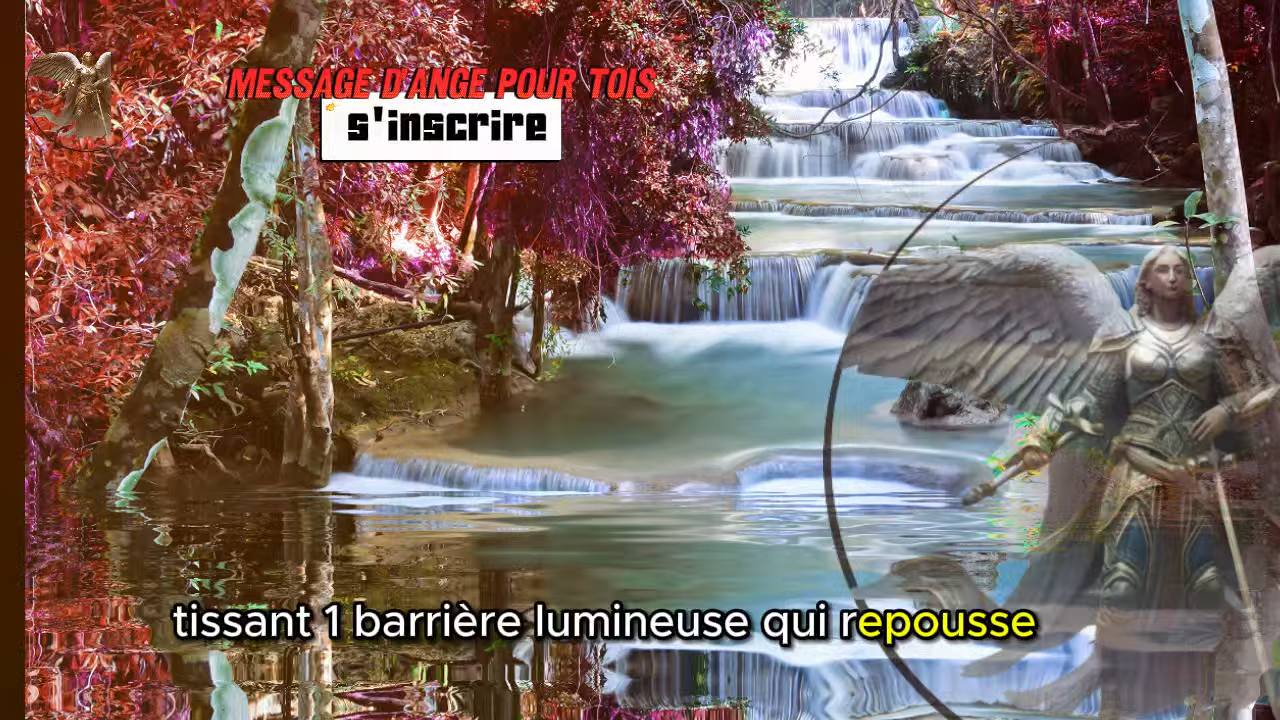 MESSAGE D'ANGE POUR TOIS
s'inscrire
tissant 1 barrière lumineuse qui repousse